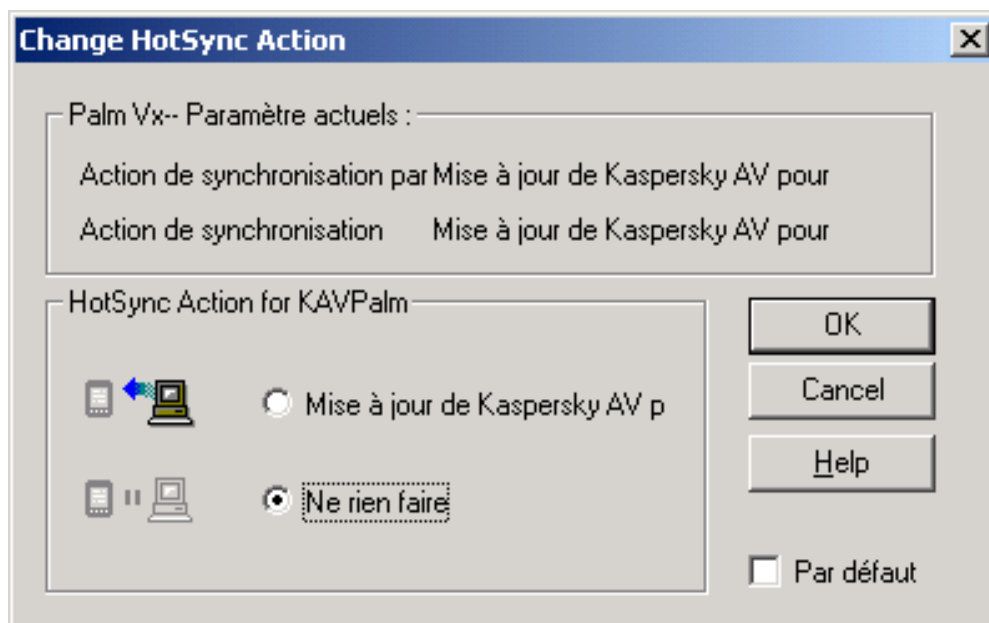 Change HotSync Action
Palm Vx-- Paramètre actuels :
Action de synchronisation par Mise à jour de Kaspersky AV pour
Action de synchronisation Mise à jour de Kaspersky AV pour
HotSync Action for KAVPalm
Mise à jour de Kaspersky AV p
Ne rien faire
OK
Cancel
Help
Par défaut